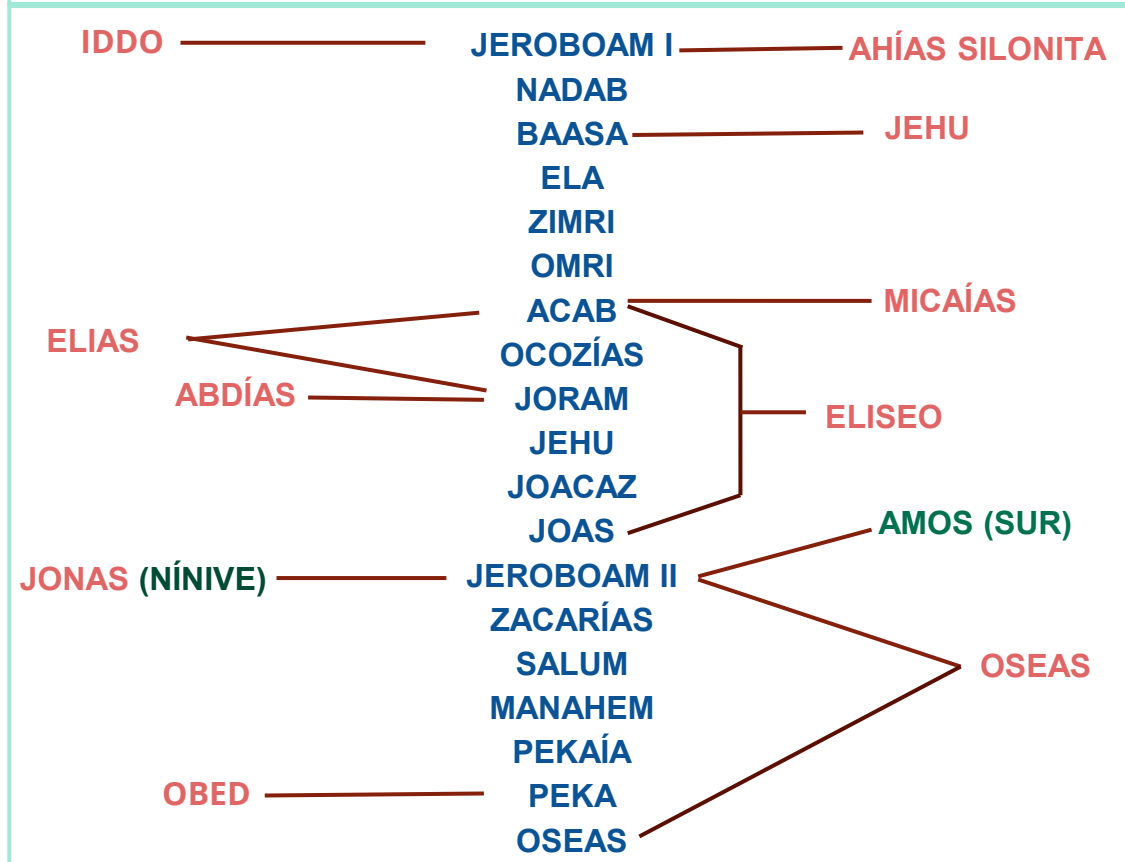 IDDO JEROBOAM I AHÍAS SILONITA
NADAB
BAASA JEHU
ELA
ZIMRI
OMRI
ACAB MICAÍAS
ELIAS
OCOZÍAS
ABDÍAS JORAM
ELISEO
JEHU
JOACAZ
JOAS AMOS (SUR)
JONAS (NÍNIVE) JEROBOAM II
ZACARÍAS
SALUM OSEAS
MANAHEM
PEKAÍA
OBED PEKA
OSEAS